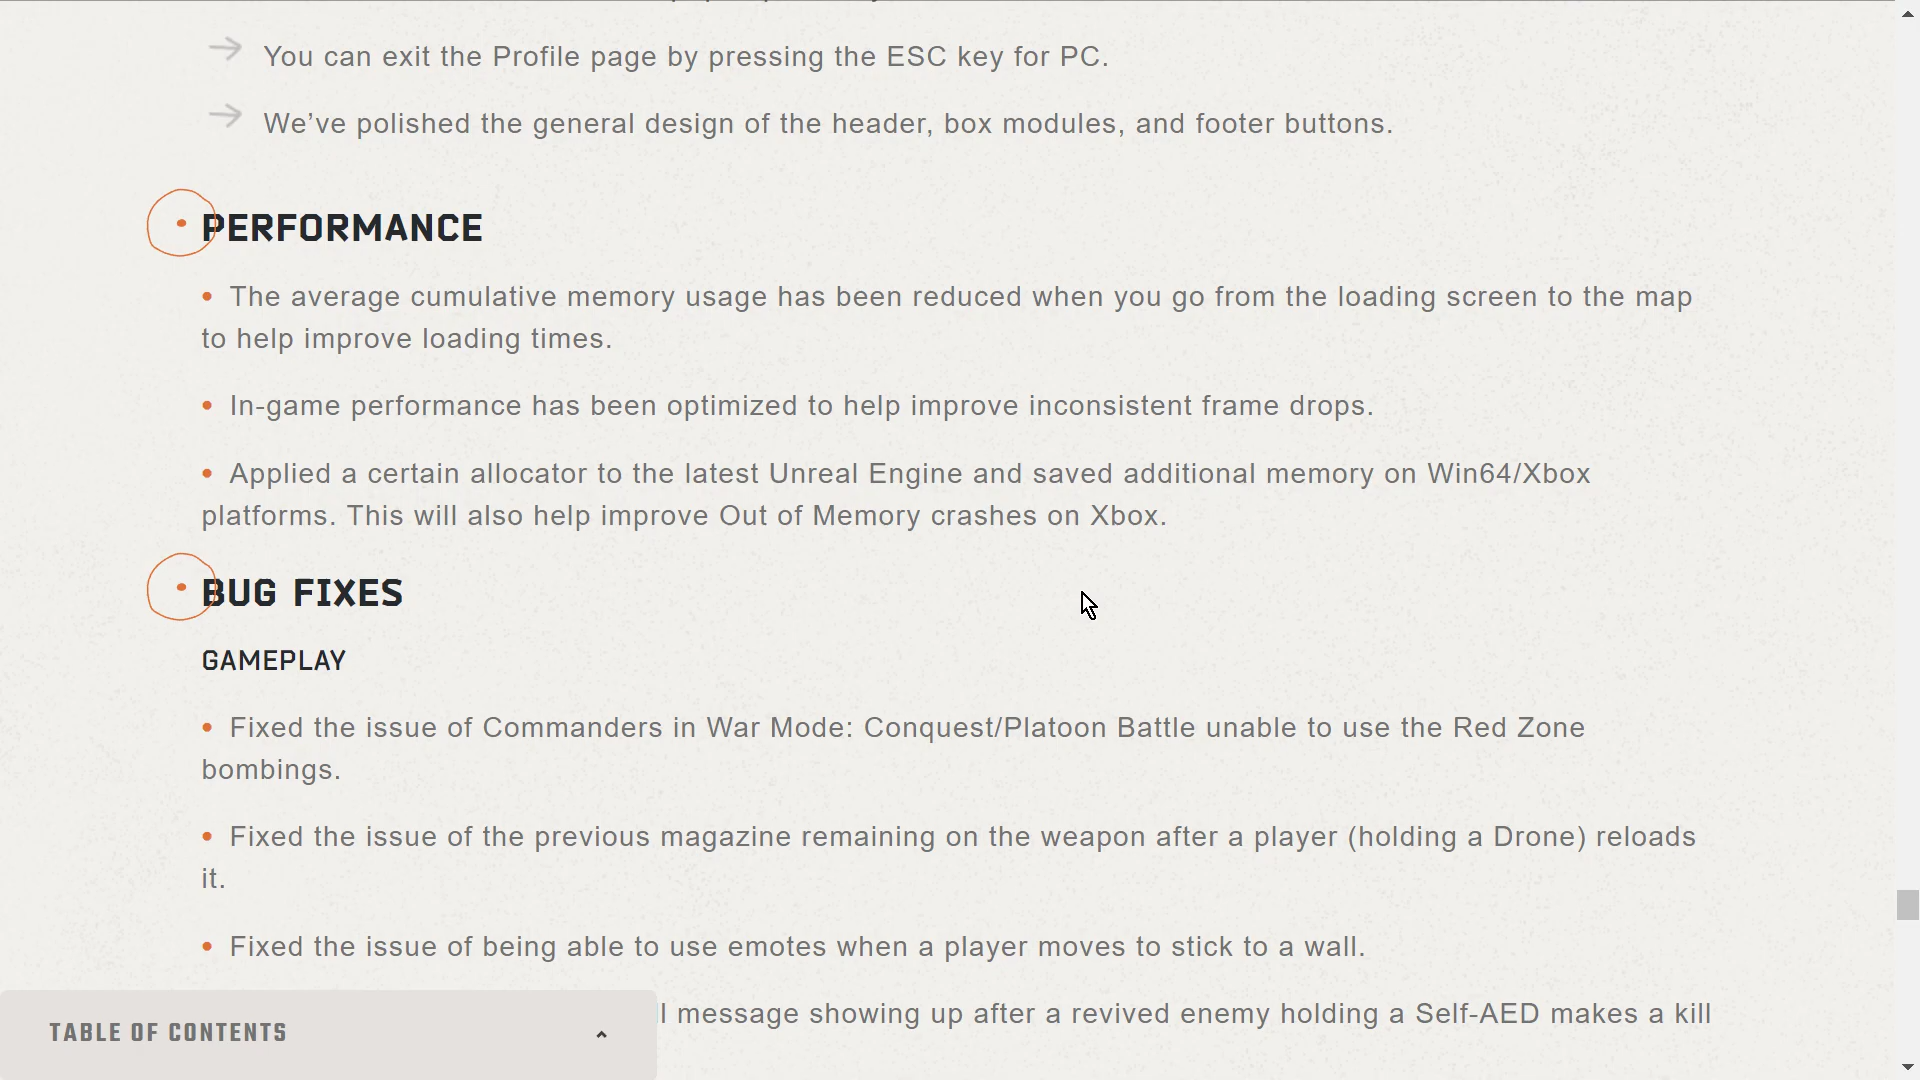 You can exit the Profile page by pressing the ESC key for PC.
We’ve polished the general design of the header, box modules, and footer buttons.
PERFORMANCE
• The average cumulative memory usage has been reduced when you go from the loading screen to the map
to help improve loading times.
• In-game performance has been optimized to help improve inconsistent frame drops.
• Applied a certain allocator to the latest Unreal Engine and saved additional memory on Win64/Xbox
platforms. This will also help improve Out of Memory crashes on Xbox.
BUG FIXES
GAMEPLAY
• Fixed the issue of Commanders in War Mode: Conquest/Platoon Battle unable to use the Red Zone
bombings.
• Fixed the issue of the previous magazine remaining on the weapon after a player (holding a Drone) reloads
it.
• Fixed the issue of being able to use emotes when a player moves to stick to a wall.
message showing up after a revived enemy holding a Self-AED makes a kill
TABLE OF CONTENTS